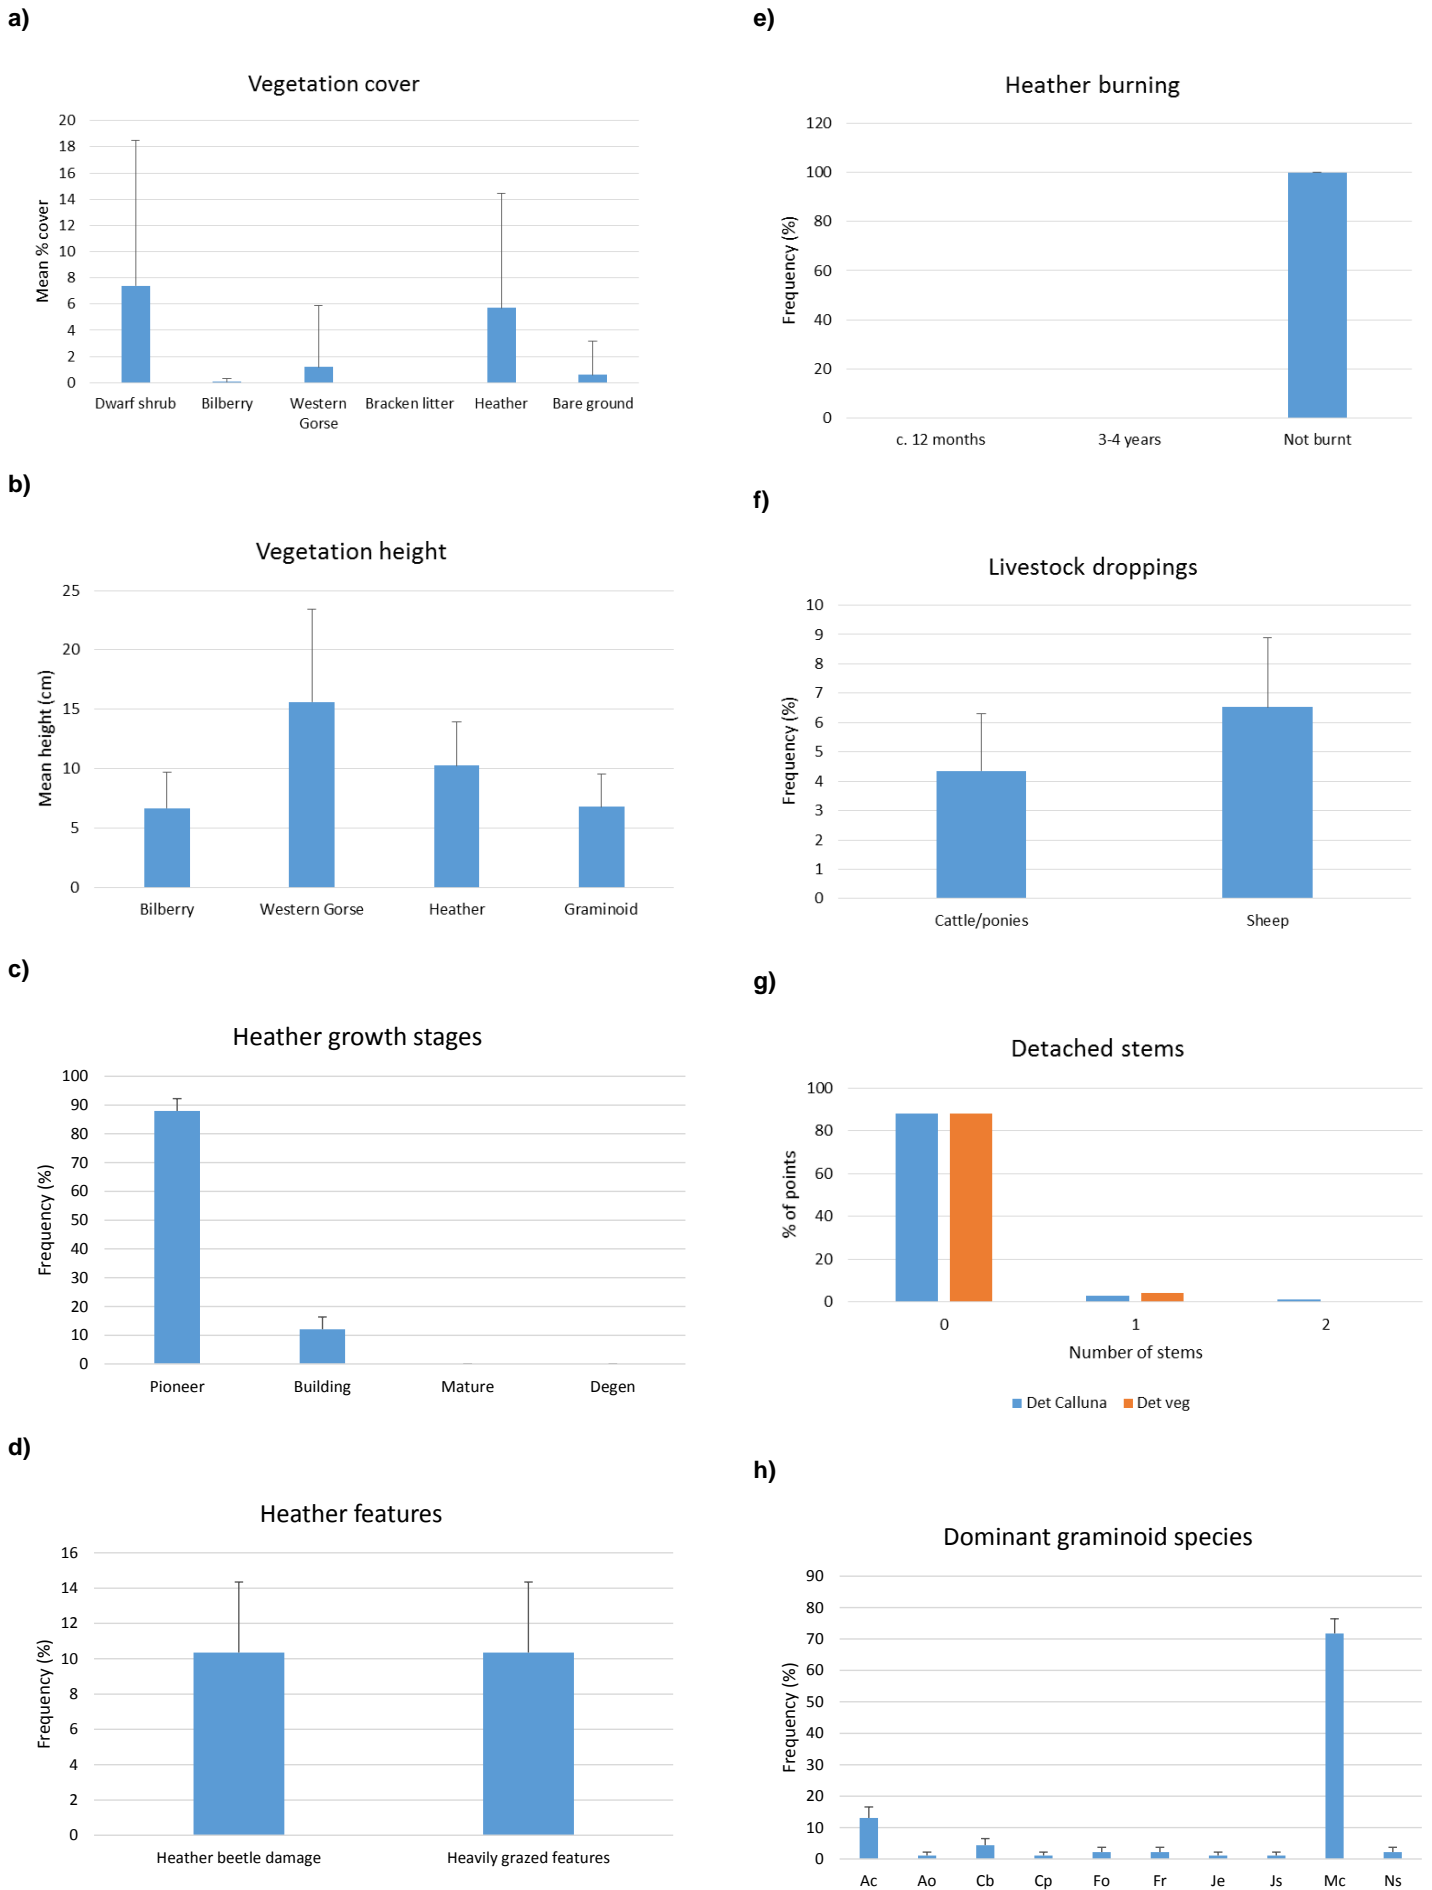 a)
Vegetation cover
Mean % cover
20
18
16
14
12
10
8
6
4
2
0
Dwarf shrub Bilberry Western Gorse Bracken litter Heather Bare ground
b)
Vegetation height
Mean height (cm)
25
20
15
10
5
0
Bilberry Western Gorse Heather Graminoid
c)
Heather growth stages
Frequency (%)
100
90
80
70
60
50
40
30
20
10
0
Pioneer Building Mature Degen
d)
Heather features
Frequency (%)
16
14
12
10
8
6
4
2
0
Heather beetle damage Heavily grazed features
e)
Heather burning
Frequency (%)
120
100
80
60
40
20
0
c. 12 months 3-4 years Not burnt
f)
Livestock droppings
Frequency (%)
10
9
8
7
6
5
4
3
2
1
0
Cattle/ponies Sheep
g)
Detached stems
% of points
100
80
60
40
20
0
0 1 2
Number of stems
Det Calluna Det veg
h)
Dominant graminoid species
Frequency (%)
90
80
70
60
50
40
30
20
10
0
Ac Ao Cb Cp Fo Fr Je Js Mc Ns